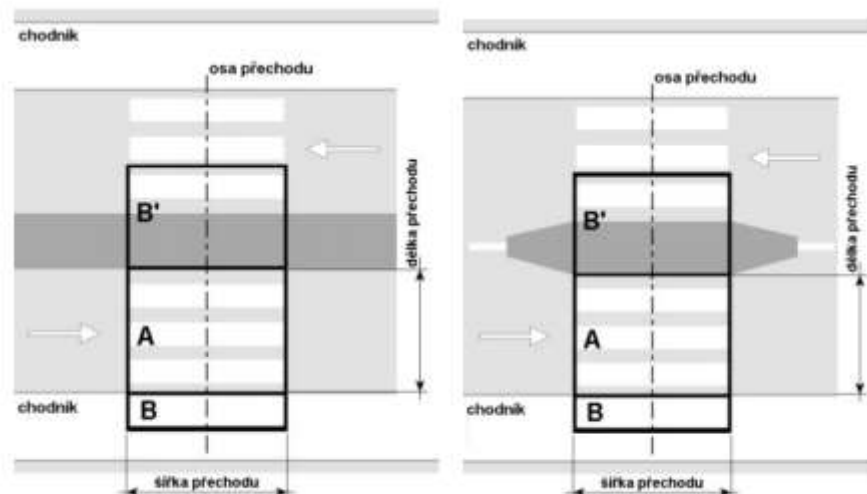 chodník
osa přechodu
B'
délka přechodu
A
chodník
B
šířka přechodu
chodník
osa přechodu
B'
délka přechodu
A
chodník
B
šířka přechodu